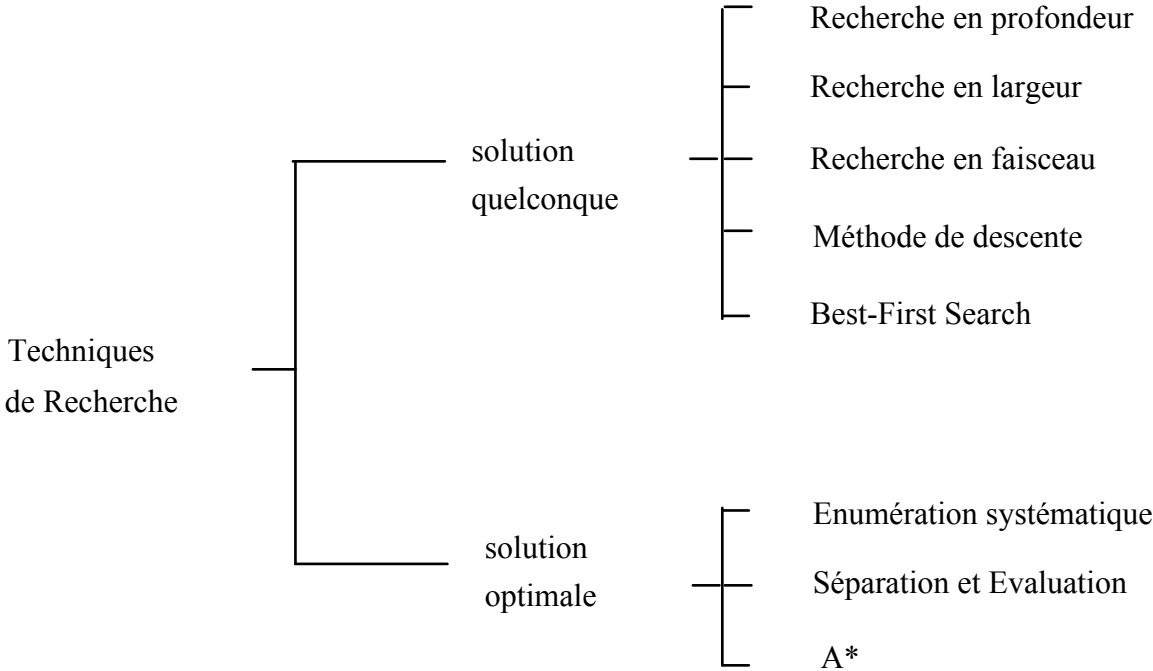 Recherche en profondeur
Recherche en largeur
solution
quelconque
Recherche en faisceau
Méthode de descente
Best-First Search
Techniques
de Recherche
Enumération systématique
solution
optimale
Séparation et Evaluation
A*